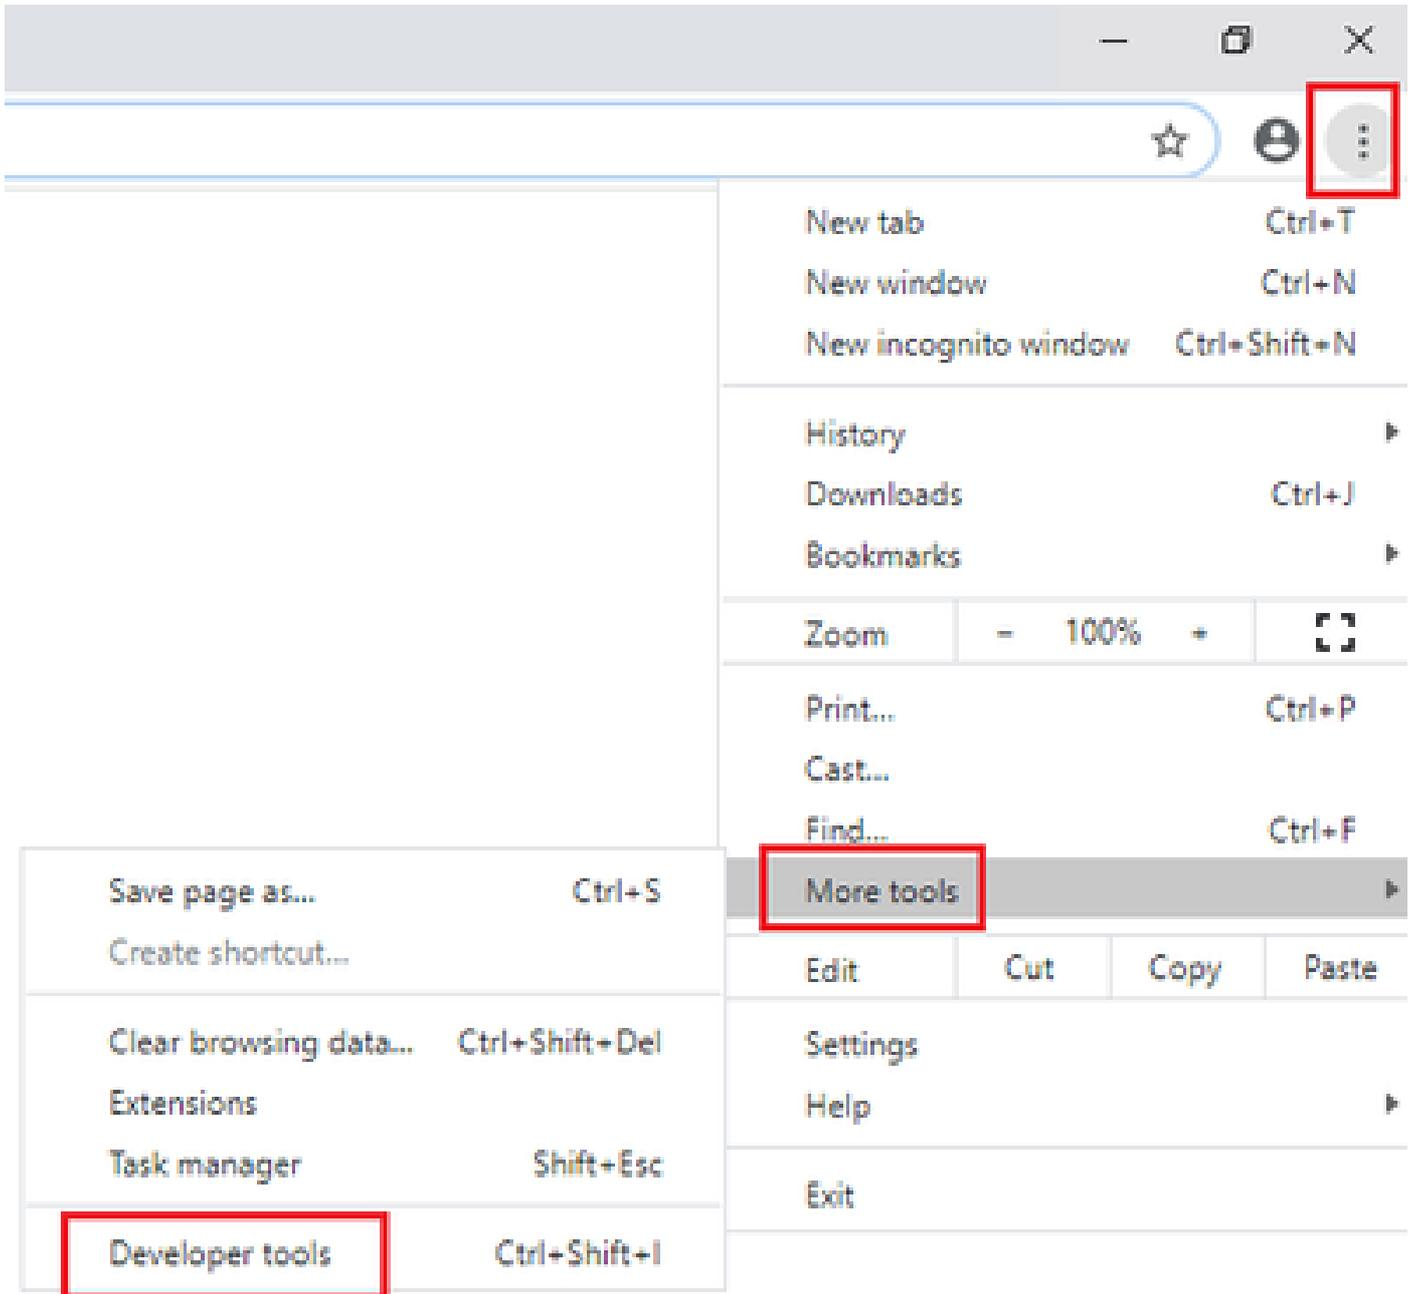 New tab Ctrl+T
New window Ctrl+N
New incognito window Ctrl+Shift+N
History
Downloads Ctrl+J
Bookmarks
Zoom - 100% +
Print... Ctrl+P
Cast...
Find... Ctrl+F
More tools
Edit Cut Copy Paste
Settings
Help
Exit
Save page as... Ctrl+S
Create shortcut...
Clear browsing data... Ctrl+Shift+Del
Extensions
Task manager Shift+Esc
Developer tools Ctrl+Shift+I